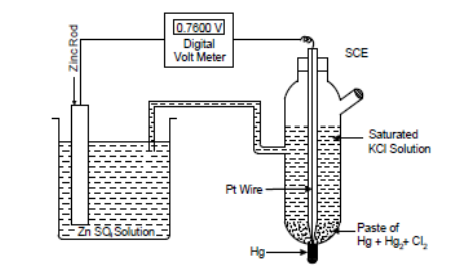 0.7600 V
Digital
Volt Meter
Zinc Rod
SCE
Saturated
KCl Solution
Pt Wire
Paste of
Hg + Hg₂+ Cl₂
Zn SO₄ Solution
Hg